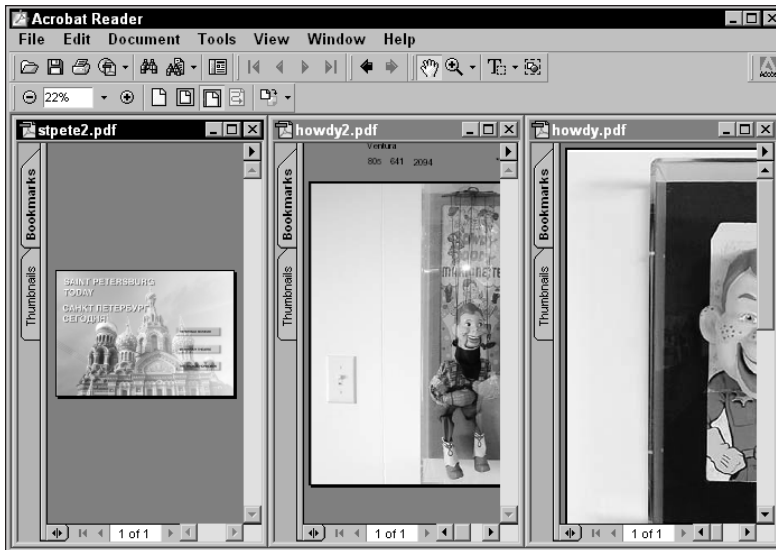 Acrobat Reader
File Edit Document Tools View Window Help
Adobe
22%
stpete2.pdf
howdy2.pdf
howdy.pdf
Bookmarks
Thumbnails
SAINT PETERSBURG
TODAY
САНКТ ПЕТЕРБУРГ
СЕГОДНЯ
1 of 1
Bookmarks
Thumbnails
Ventura
80s 641 2094
1 of 1
Bookmarks
Thumbnails
1 of 1